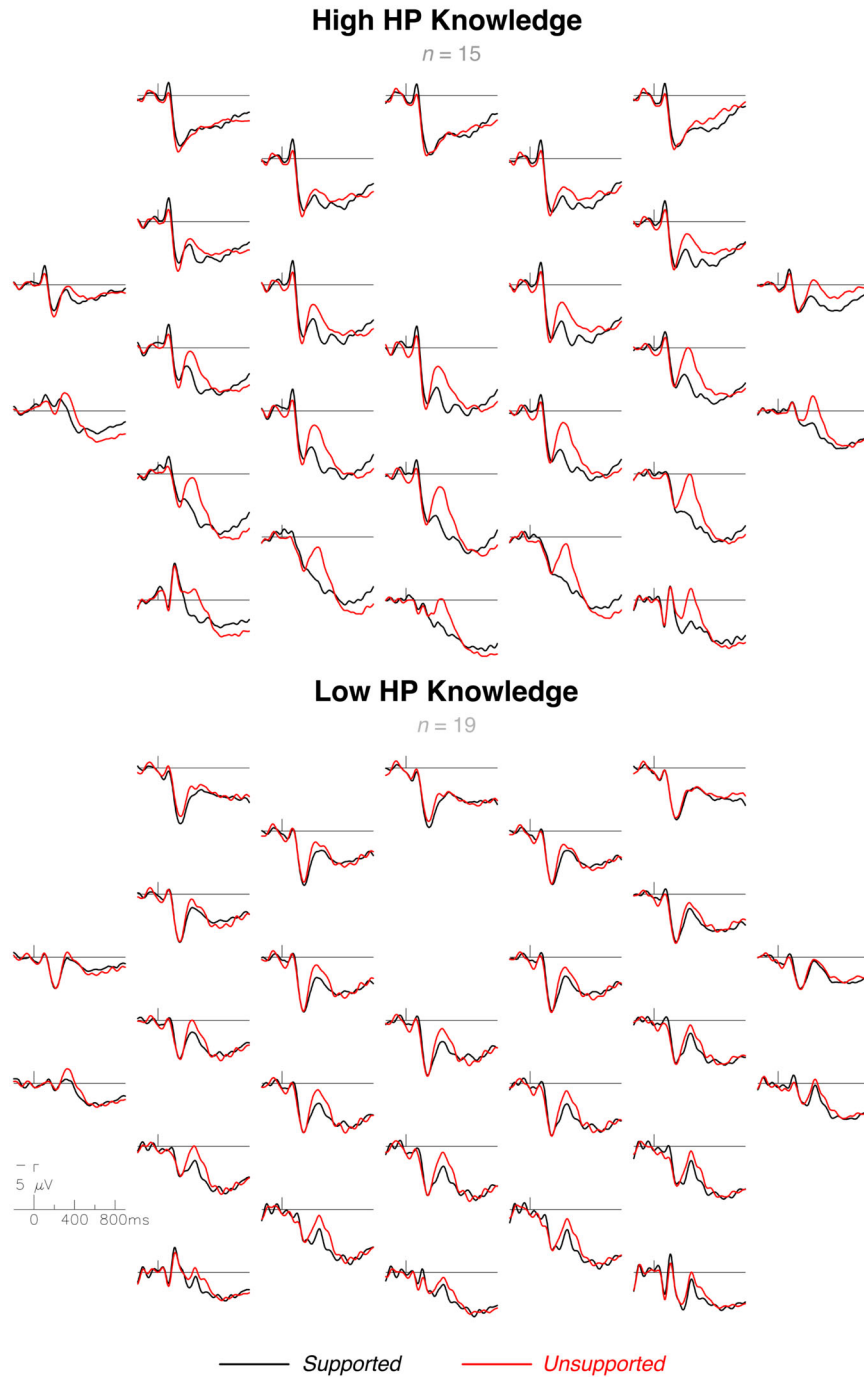 High HP Knowledge
n = 15
Low HP Knowledge
n = 19
5 μV
0 400 800ms
Supported Unsupported